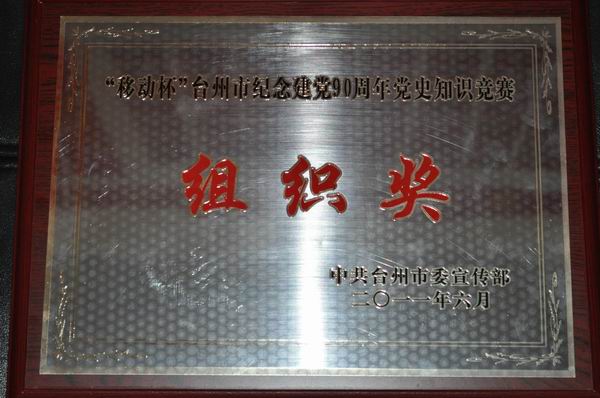 “移动杯”台州市纪念建党90周年党史知识竞赛
组织奖
中共台州市委宣传部
二〇一一年六月